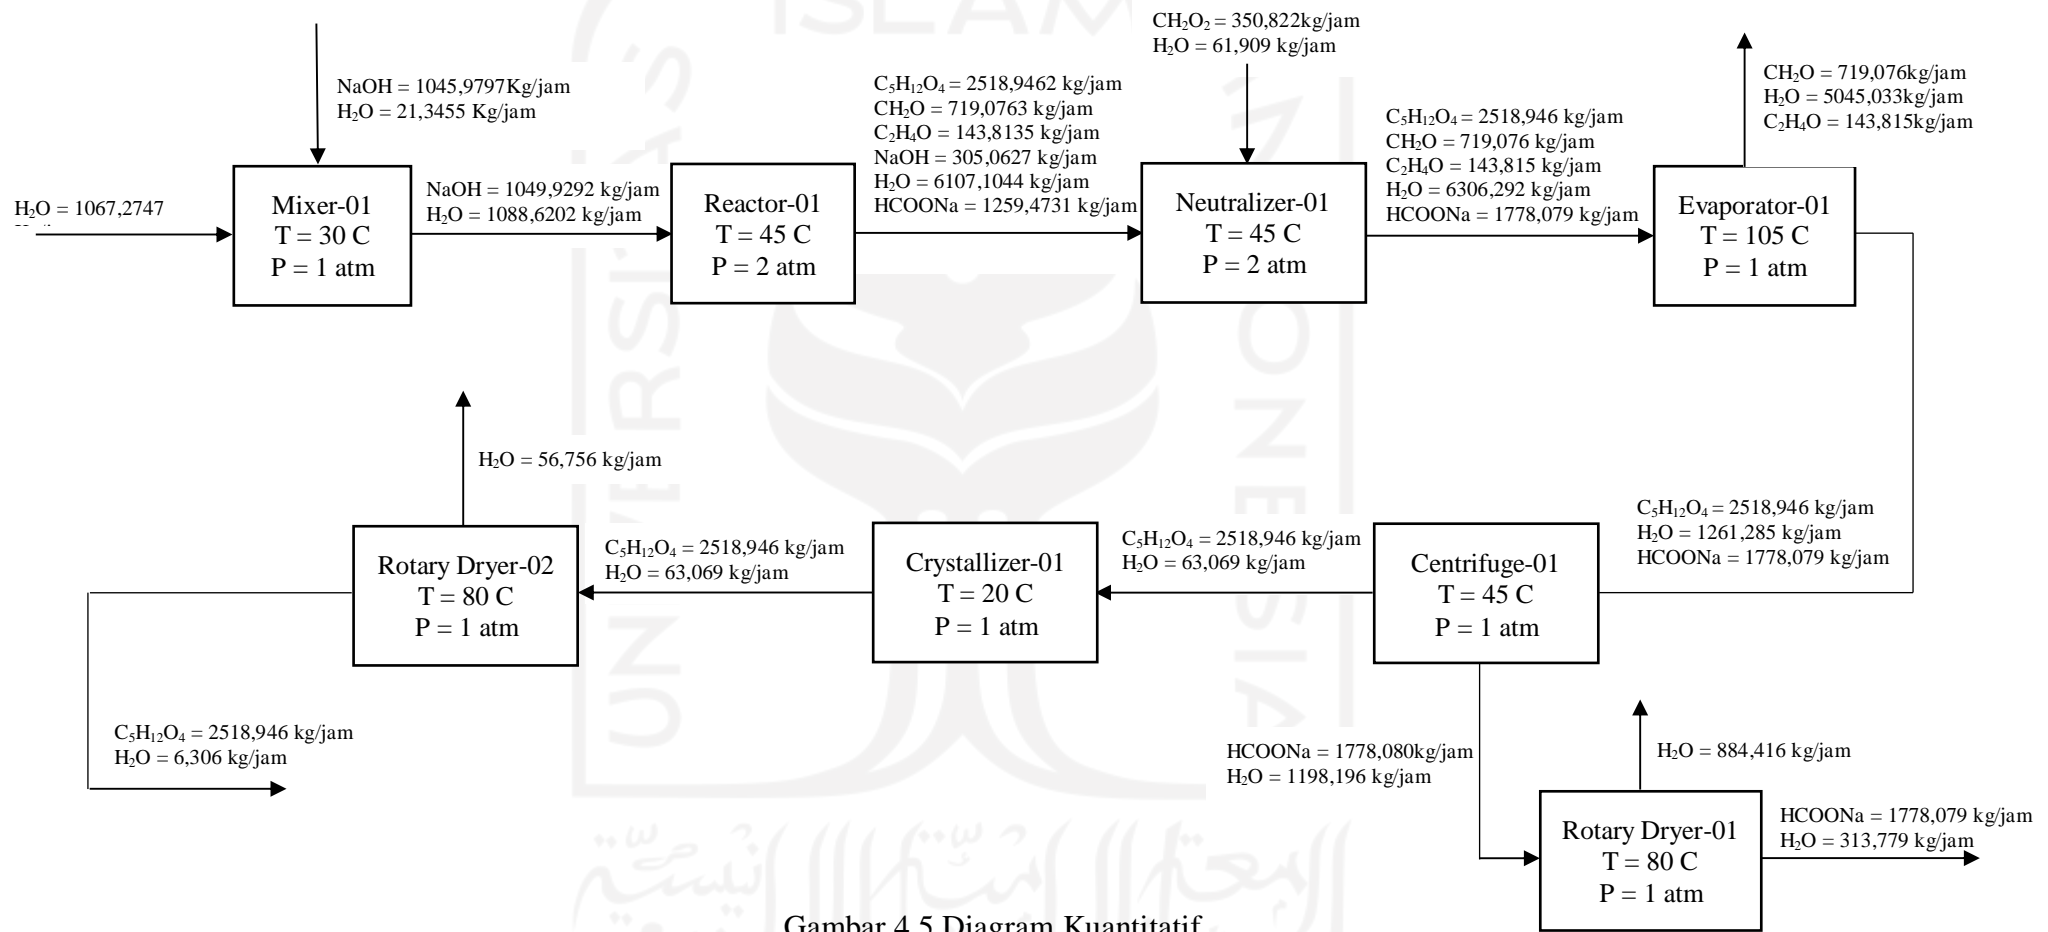 ISLAM
UNIVERSITAS
INDONESIA
NaOH = 1045,9797Kg/jam
H₂O = 21,3455 Kg/jam
H₂O = 1067,2747
Mixer-01
T = 30 C
P = 1 atm
NaOH = 1049,9292 kg/jam
H₂O = 1088,6202 kg/jam
Reactor-01
T = 45 C
P = 2 atm
C₅H₁₂O₄ = 2518,9462 kg/jam
CH₂O = 719,0763 kg/jam
C₂H₄O = 143,8135 kg/jam
NaOH = 305,0627 kg/jam
H₂O = 6107,1044 kg/jam
HCOONa = 1259,4731 kg/jam
CH₂O₂ = 350,822kg/jam
H₂O = 61,909 kg/jam
Neutralizer-01
T = 45 C
P = 2 atm
C₅H₁₂O₄ = 2518,946 kg/jam
CH₂O = 719,076 kg/jam
C₂H₄O = 143,815 kg/jam
H₂O = 6306,292 kg/jam
HCOONa = 1778,079 kg/jam
CH₂O = 719,076kg/jam
H₂O = 5045,033kg/jam
C₂H₄O = 143,815kg/jam
Evaporator-01
T = 105 C
P = 1 atm
C₅H₁₂O₄ = 2518,946 kg/jam
H₂O = 1261,285 kg/jam
HCOONa = 1778,079 kg/jam
Centrifuge-01
T = 45 C
P = 1 atm
C₅H₁₂O₄ = 2518,946 kg/jam
H₂O = 63,069 kg/jam
Crystallizer-01
T = 20 C
P = 1 atm
C₅H₁₂O₄ = 2518,946 kg/jam
H₂O = 63,069 kg/jam
H₂O = 56,756 kg/jam
Rotary Dryer-02
T = 80 C
P = 1 atm
C₅H₁₂O₄ = 2518,946 kg/jam
H₂O = 6,306 kg/jam
HCOONa = 1778,080kg/jam
H₂O = 1198,196 kg/jam
H₂O = 884,416 kg/jam
Rotary Dryer-01
T = 80 C
P = 1 atm
HCOONa = 1778,079 kg/jam
H₂O = 313,779 kg/jam
Gambar 4.5 Diagram Kuantitatif